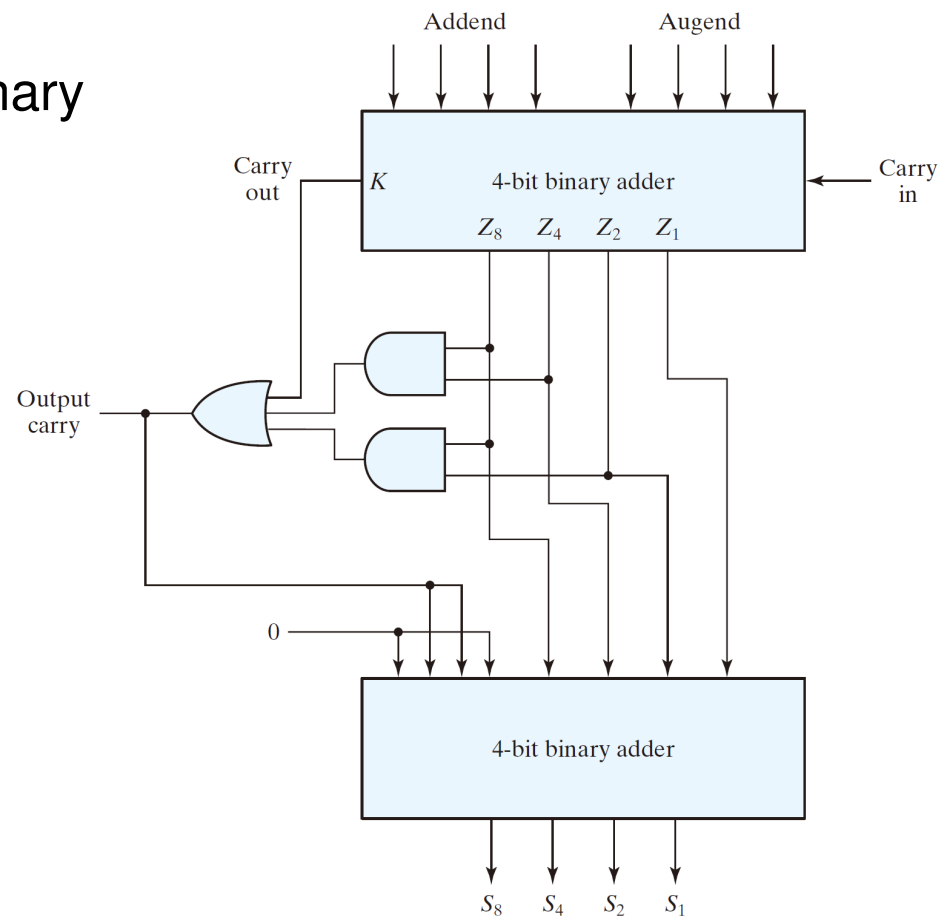 Addend Augend
nary
Carry
out
K
4-bit binary adder
Carry
in
Z8 Z4 Z2 Z1
Output
carry
0
4-bit binary adder
S8 S4 S2 S1